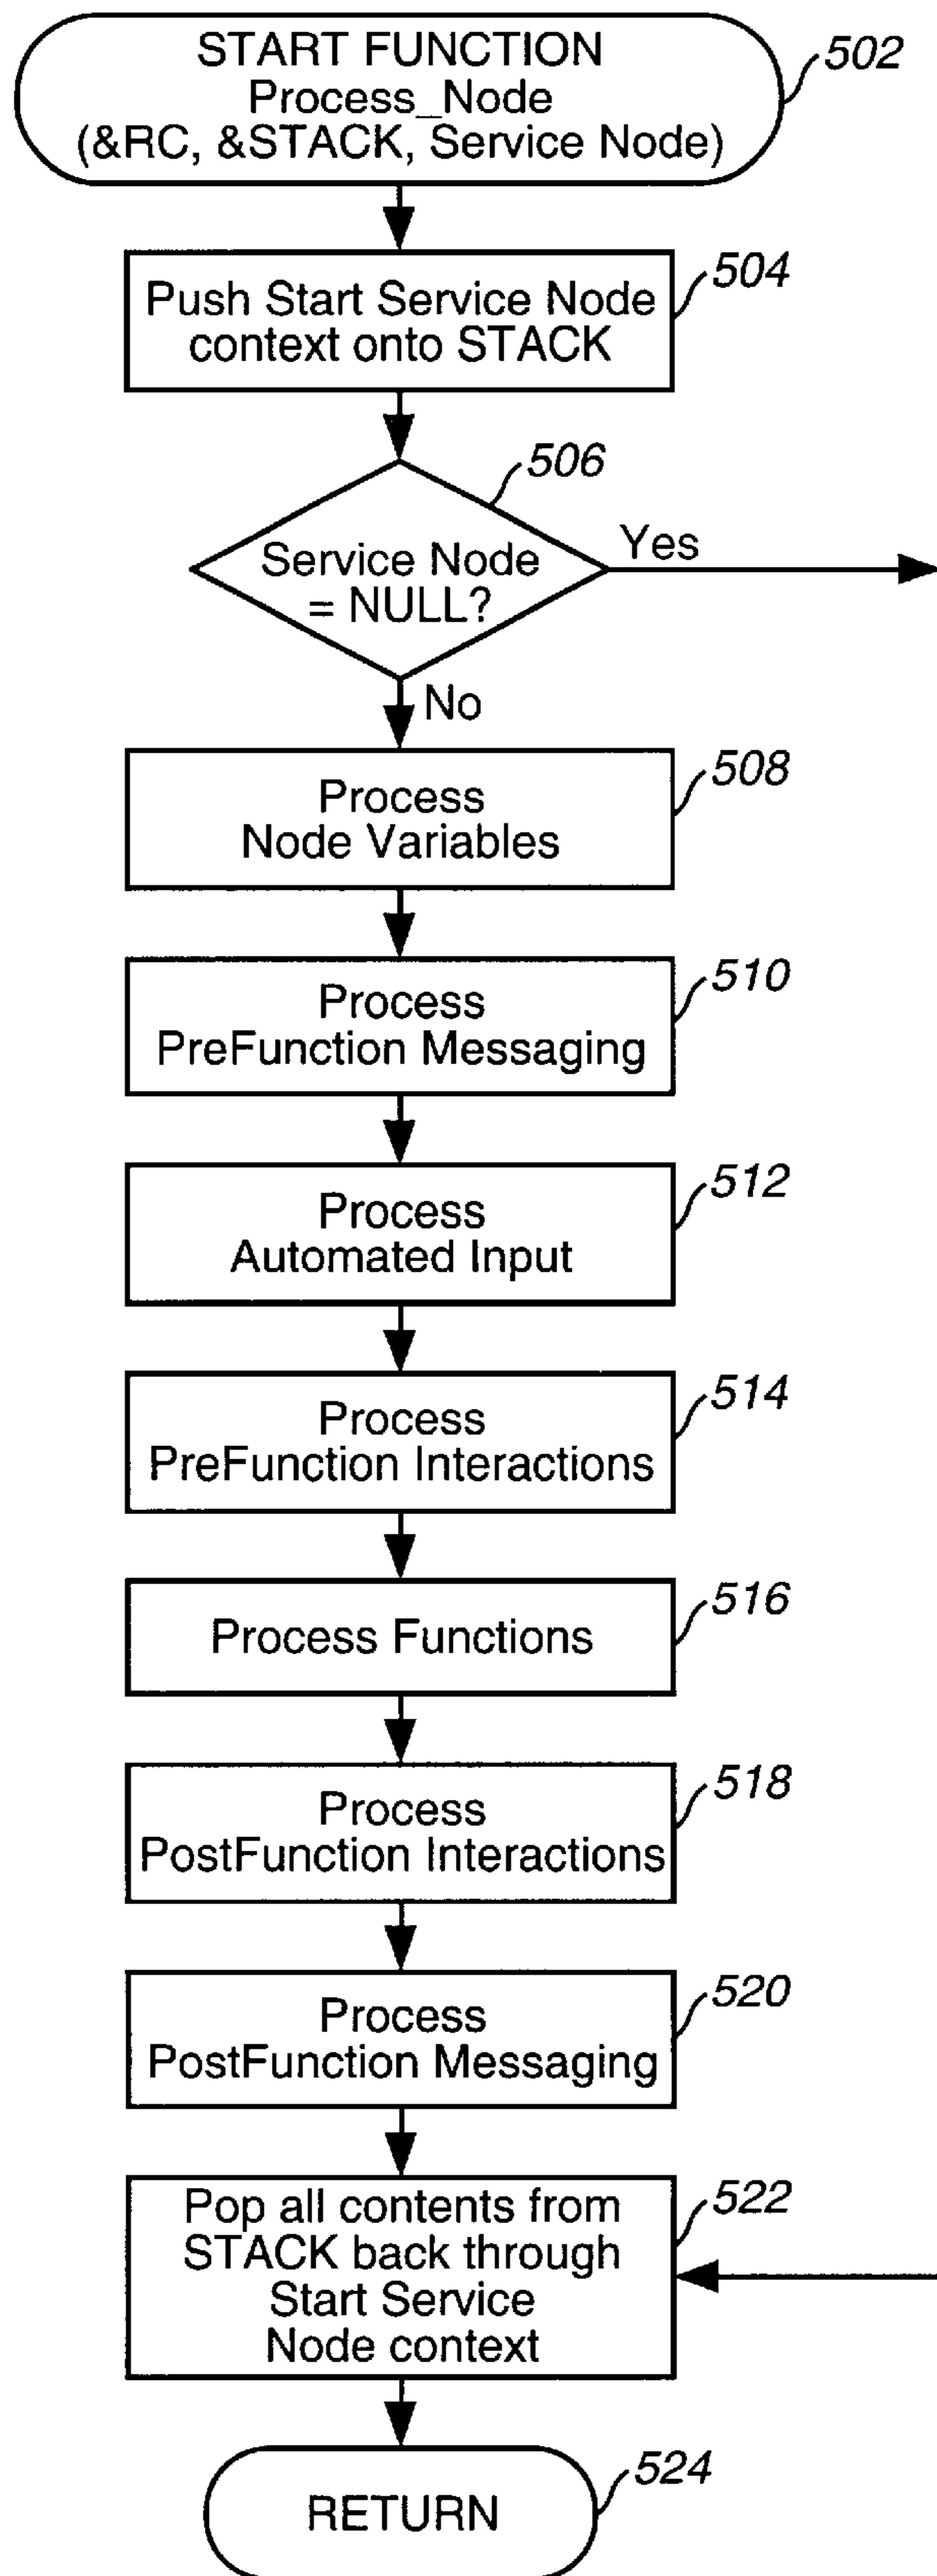 START FUNCTION
Process_Node
(&RC, &STACK, Service Node)
502
Push Start Service Node
context onto STACK
504
506
Service Node
= NULL?
Yes
No
Process
Node Variables
508
Process
PreFunction Messaging
510
Process
Automated Input
512
Process
PreFunction Interactions
514
Process Functions
516
Process
PostFunction Interactions
518
Process
PostFunction Messaging
520
Pop all contents from
STACK back through
Start Service
Node context
522
RETURN
524